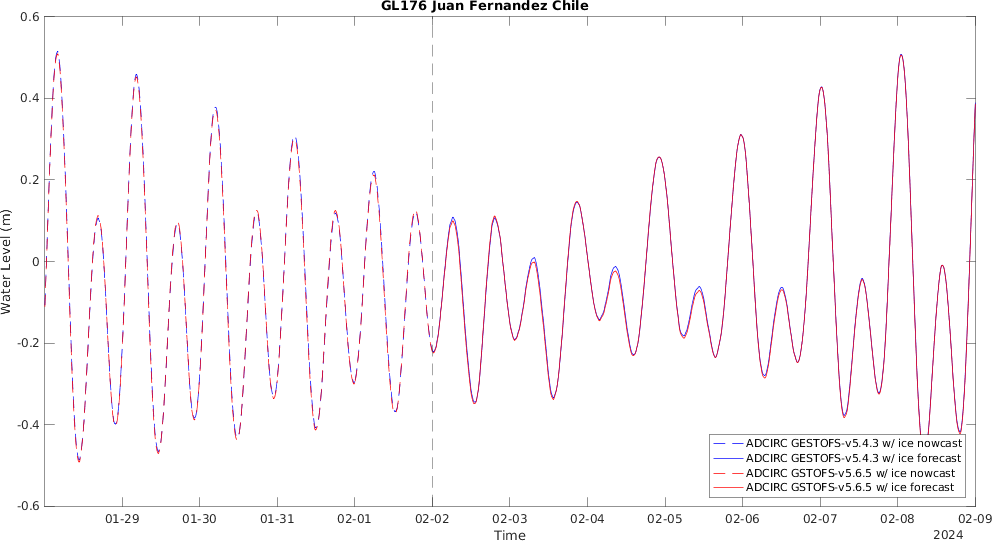 GL176 Juan Fernandez Chile
Water Level (m)
0.6
0.4
0.2
0
-0.2
-0.4
-0.6
01-29
01-30
01-31
02-01
02-02
02-03
02-04
02-05
02-06
02-07
02-08
02-09
Time
2024
ADCIRC GESTOFS-v5.4.3 w/ ice nowcast
ADCIRC GESTOFS-v5.4.3 w/ ice forecast
ADCIRC GSTOFS-v5.6.5 w/ ice nowcast
ADCIRC GSTOFS-v5.6.5 w/ ice forecast